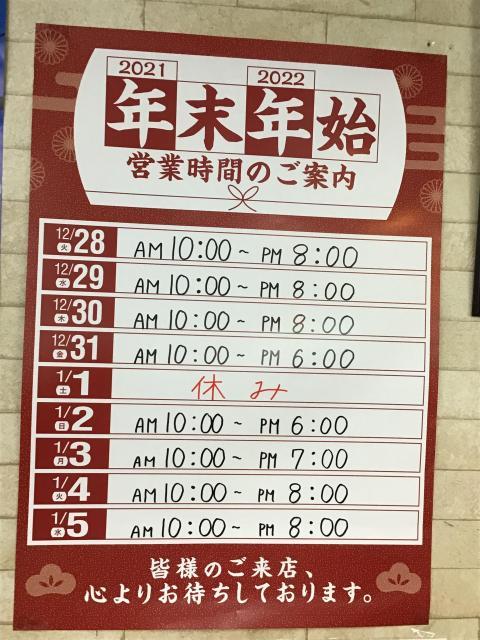 2021 2022
年末年始
営業時間のご案内
12/28 火 AM 10:00~ PM 8:00
12/29 水 AM 10:00~ PM 8:00
12/30 木 AM 10:00~ PM 8:00
12/31 金 AM 10:00~ PM 6:00
1/1 土 休み
1/2 日 AM 10:00~ PM 6:00
1/3 月 AM 10:00~ PM 7:00
1/4 火 AM 10:00~ PM 8:00
1/5 水 AM 10:00~ PM 8:00
皆様のご来店、
心よりお待ちしております。